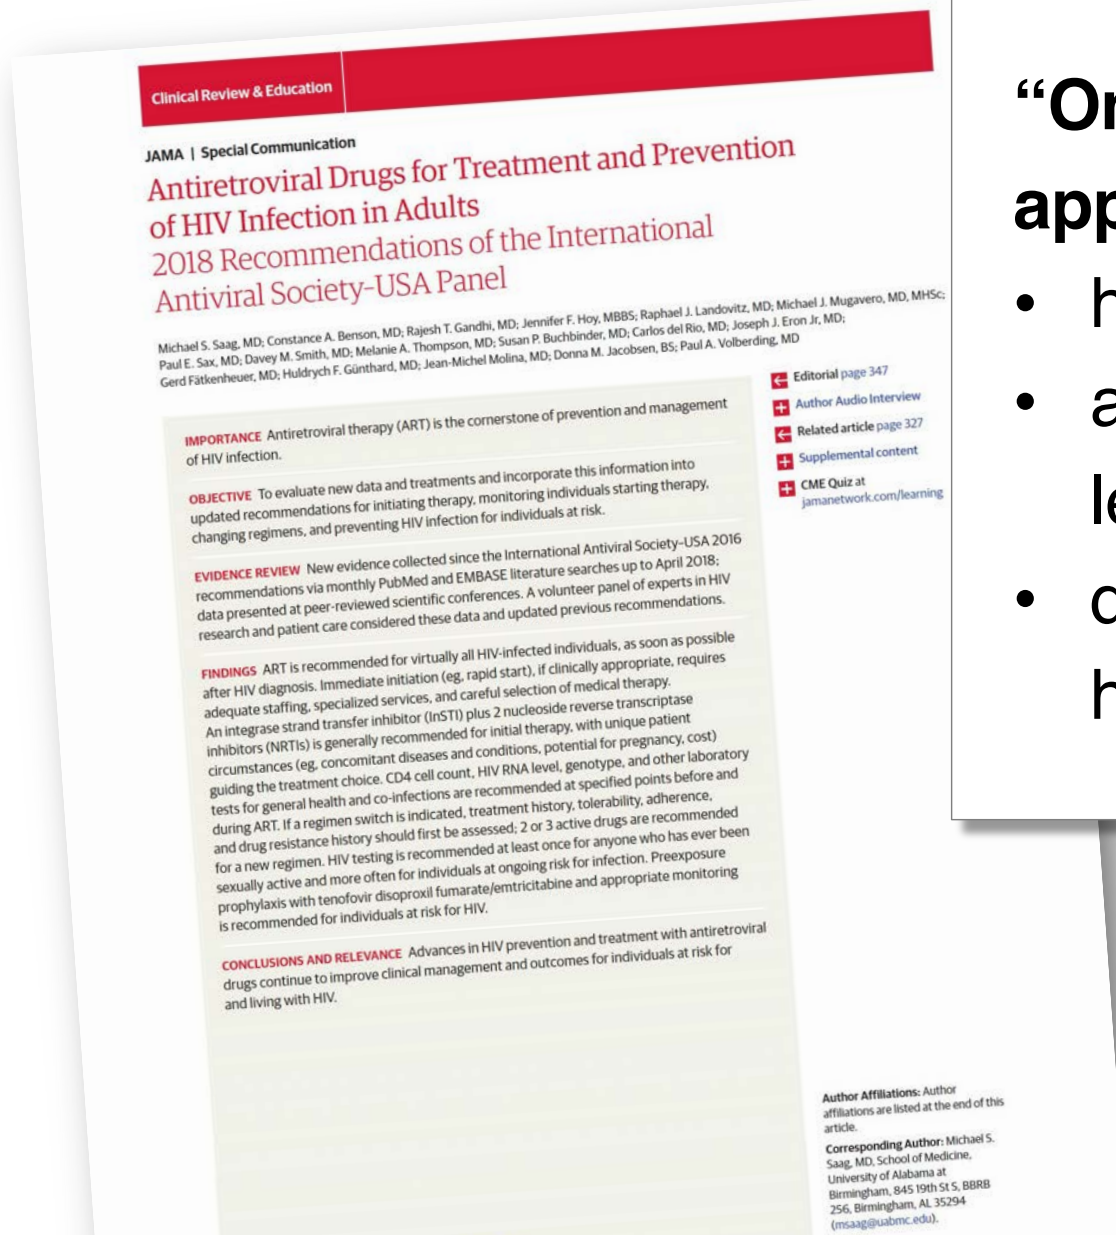 Clinical Review & Education
JAMA | Special Communication
Antiretroviral Drugs for Treatment and Prevention
of HIV Infection in Adults
2018 Recommendations of the International
Antiviral Society–USA Panel
Michael S. Saag, MD; Constance A. Benson, MD; Rajesh T. Gandhi, MD; Jennifer F. Hoy, MBBS; Raphael J. Landovitz, MD; Michael J. Mugavero, MD, MHSc;
Paul E. Sax, MD; Davey M. Smith, MD; Melanie A. Thompson, MD; Susan P. Buchbinder, MD; Carlos del Rio, MD; Joseph J. Eron Jr, MD;
Gerd Fätkenheuer, MD; Huldrych F. Günthard, MD; Jean-Michel Molina, MD; Donna M. Jacobsen, BS; Paul A. Volberding, MD
IMPORTANCE Antiretroviral therapy (ART) is the cornerstone of prevention and management
of HIV infection.
OBJECTIVE To evaluate new data and treatments and incorporate this information into
updated recommendations for initiating therapy, monitoring individuals starting therapy,
changing regimens, and preventing HIV infection for individuals at risk.
EVIDENCE REVIEW New evidence collected since the International Antiviral Society–USA 2016
recommendations via monthly PubMed and EMBASE literature searches up to April 2018;
data presented at peer-reviewed scientific conferences. A volunteer panel of experts in HIV
research and patient care considered these data and updated previous recommendations.
FINDINGS ART is recommended for virtually all HIV-infected individuals, as soon as possible
after HIV diagnosis. Immediate initiation (eg, rapid start), if clinically appropriate, requires
adequate staffing, specialized services, and careful selection of medical therapy.
An integrase strand transfer inhibitor (InSTI) plus 2 nucleoside reverse transcriptase
inhibitors (NRTIs) is generally recommended for initial therapy, with unique patient
circumstances (eg, concomitant diseases and conditions, potential for pregnancy, cost)
guiding the treatment choice. CD4 cell count, HIV RNA level, genotype, and other laboratory
tests for general health and co-infections are recommended at specified points before and
during ART. If a regimen switch is indicated, treatment history, tolerability, adherence,
and drug resistance history should first be assessed; 2 or 3 active drugs are recommended
for a new regimen. HIV testing is recommended at least once for anyone who has ever been
sexually active and more often for individuals at ongoing risk for infection. Preexposure
prophylaxis with tenofovir disoproxil fumarate/emtricitabine and appropriate monitoring
is recommended for individuals at risk for HIV.
CONCLUSIONS AND RELEVANCE Advances in HIV prevention and treatment with antiretroviral
drugs continue to improve clinical management and outcomes for individuals at risk for
and living with HIV.
Editorial page 347
Author Audio Interview
Related article page 327
Supplemental content
CME Quiz at
jamanetwork.com/learning
Author Affiliations: Author
affiliations are listed at the end of this
article.
Corresponding Author: Michael S.
Saag, MD, School of Medicine,
University of Alabama at
Birmingham, 845 19th St S, BBRB
256, Birmingham, AL 35294
(msaag@uabmc.edu).